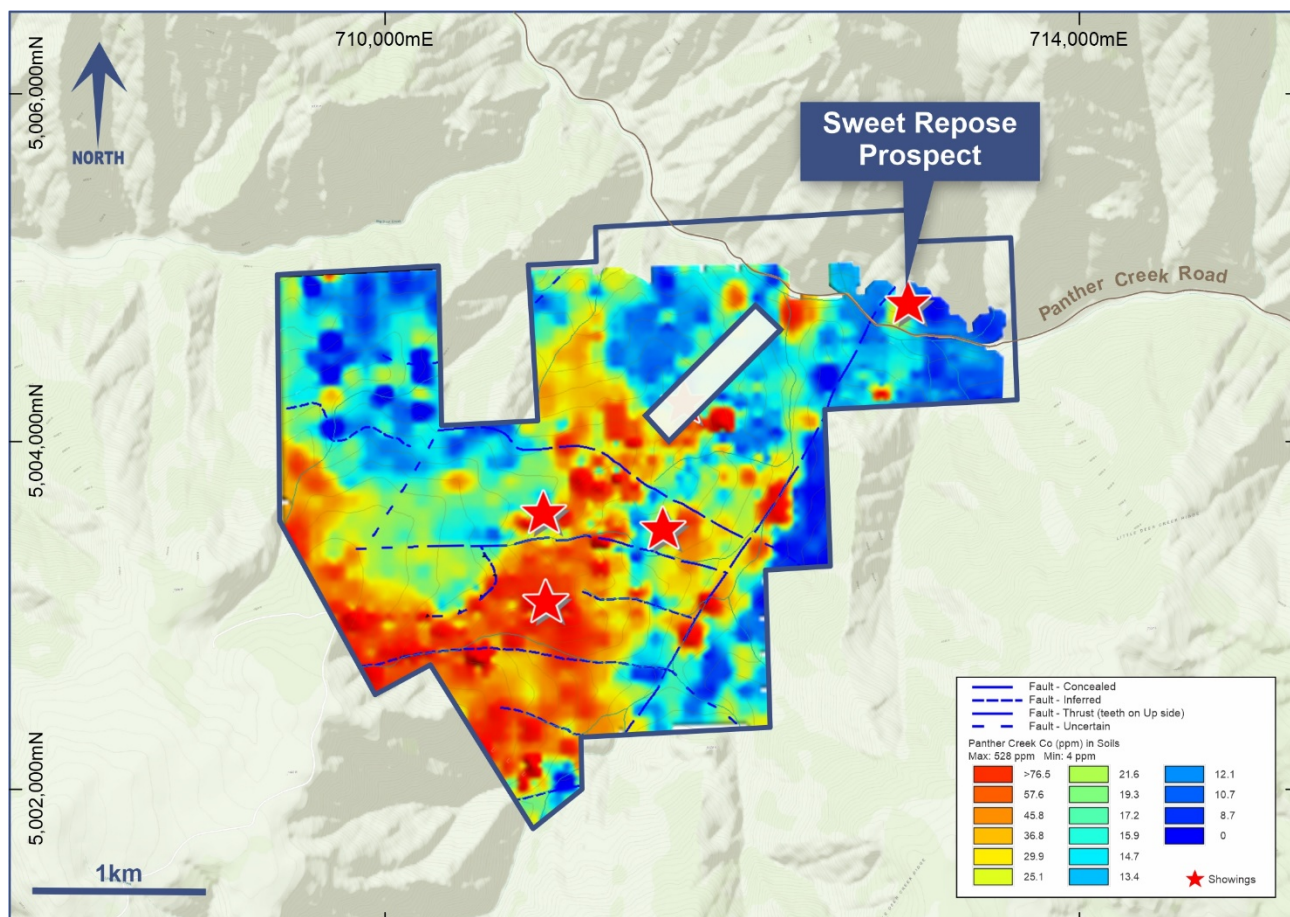 710,000mE
714,000mE
5,006,000mN
NORTH
Sweet Repose
Prospect
Panther Creek Road
5,004,000mN
5,002,000mN
1km
Fault - Concealed
Fault - Inferred
Fault - Thrust (teeth on Up side)
Fault - Uncertain
Panther Creek Co (ppm) in Soils
Max: 528 ppm Min: 4 ppm
>76.5 21.6 12.1
57.6 19.3 10.7
45.8 17.2 8.7
36.8 15.9 0
29.9 14.7
25.1 13.4
Showings